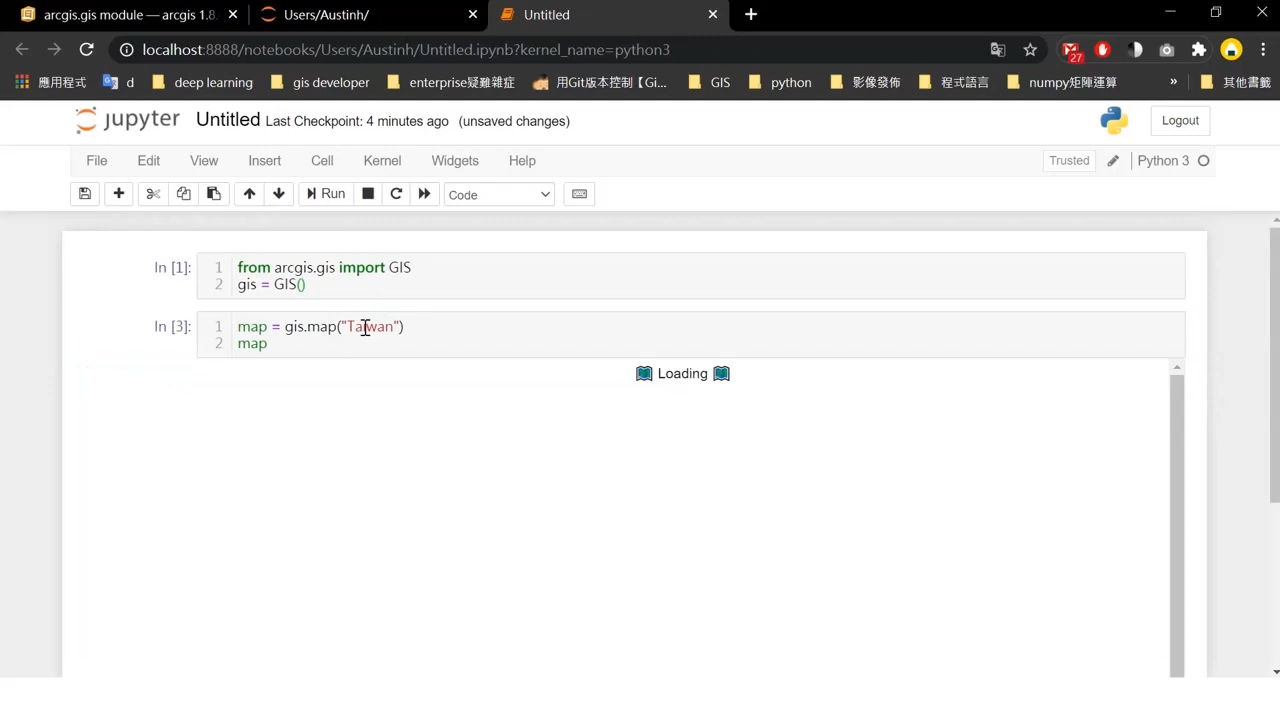 arcgis.gis module — arcgis 1.8.
Users/Austinh/
Untitled
localhost:8888/notebooks/Users/Austinh/Untitled.ipynb?kernel_name=python3
27
應用程式
d
deep learning
gis developer
enterprise疑難雜症
用Git版本控制【Gi...
GIS
python
影像發佈
程式語言
numpy矩陣運算
»
其他書籤
jupyter Untitled Last Checkpoint: 4 minutes ago (unsaved changes)
Logout
File Edit View Insert Cell Kernel Widgets Help
Trusted
Python 3
Run
Code
In [1]:
1 from arcgis.gis import GIS
2 gis = GIS()
In [3]:
1 map = gis.map("Taiwan")
2 map
Loading